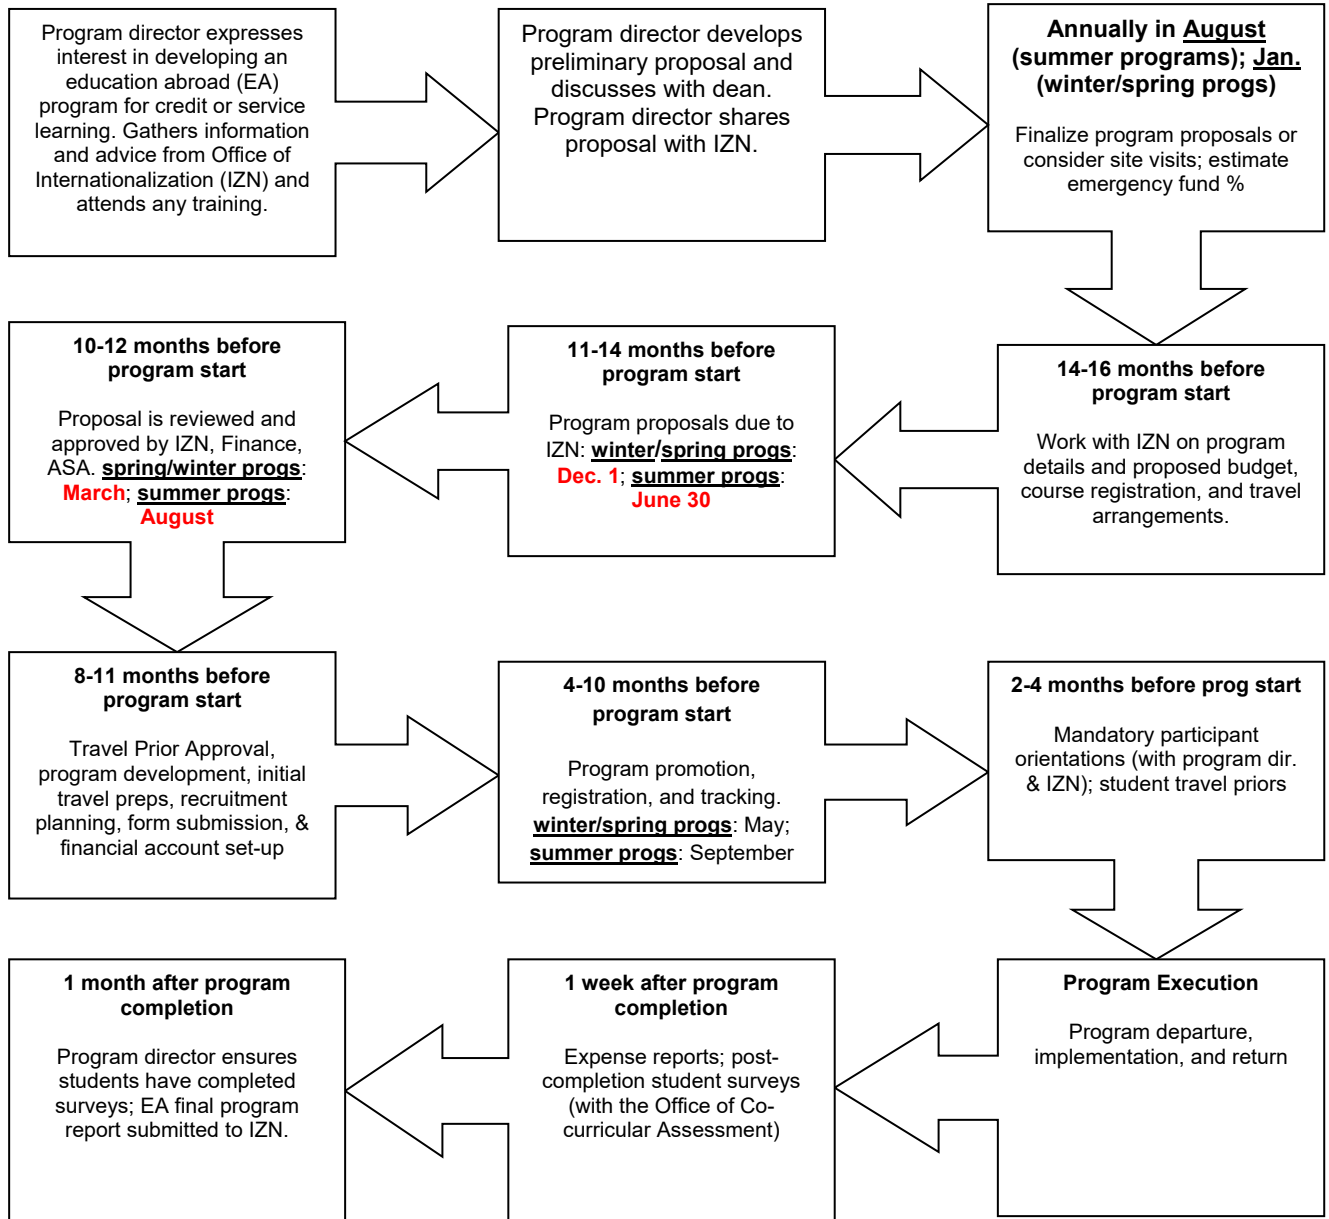 Program director expresses
interest in developing an
education abroad (EA)
program for credit or service
learning. Gathers information
and advice from Office of
Internationalization (IZN) and
attends any training.
Program director develops
preliminary proposal and
discusses with dean.
Program director shares
proposal with IZN.
Annually in August
(summer programs); Jan.
(winter/spring progs)
Finalize program proposals or
consider site visits; estimate
emergency fund %
14-16 months before
program start
Work with IZN on program
details and proposed budget,
course registration, and travel
arrangements.
11-14 months before
program start
Program proposals due to
IZN: winter/spring progs:
Dec. 1; summer progs:
June 30
10-12 months before
program start
Proposal is reviewed and
approved by IZN, Finance,
ASA. spring/winter progs:
March; summer progs:
August
8-11 months before
program start
Travel Prior Approval,
program development, initial
travel preps, recruitment
planning, form submission, &
financial account set-up
4-10 months before
program start
Program promotion,
registration, and tracking.
winter/spring progs: May;
summer progs: September
2-4 months before prog start
Mandatory participant
orientations (with program dir.
& IZN); student travel priors
Program Execution
Program departure,
implementation, and return
1 week after program
completion
Expense reports; post-
completion student surveys
(with the Office of Co-
curricular Assessment)
1 month after program
completion
Program director ensures
students have completed
surveys; EA final program
report submitted to IZN.